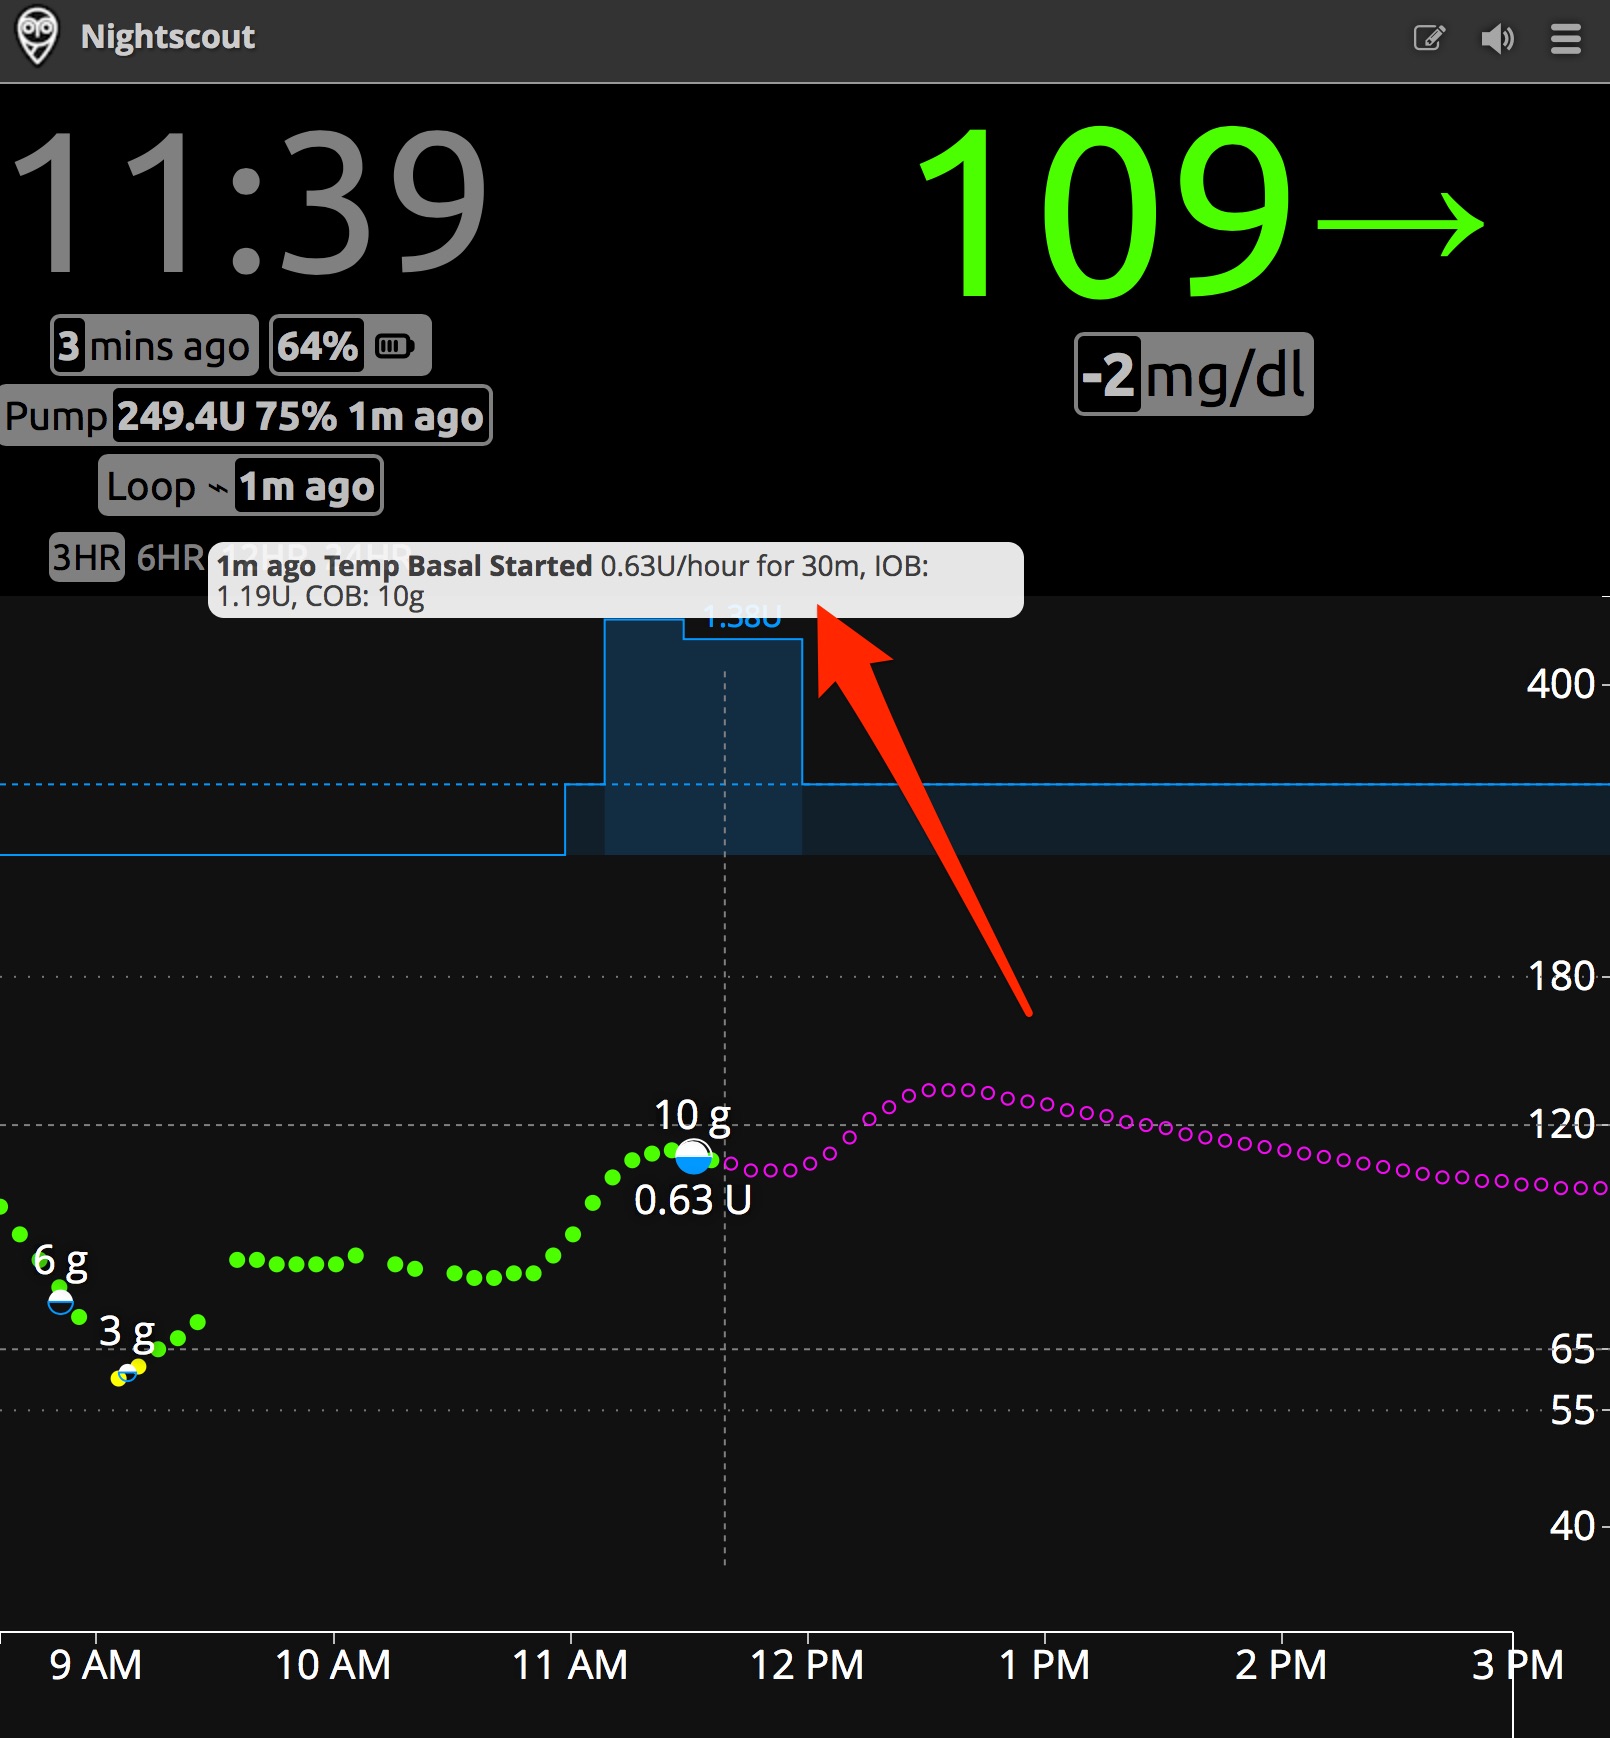 Nightscout
11:39
109→
3 mins ago 64%
-2 mg/dl
Pump 249.4U 75% 1m ago
Loop ⌁ 1m ago
3HR 6HR 12HR 24HR
1m ago Temp Basal Started 0.63U/hour for 30m, IOB:
1.19U, COB: 10g
1.38U
400
180
10 g
120
0.63 U
6 g
3 g
65
55
40
9 AM 10 AM 11 AM 12 PM 1 PM 2 PM 3 PM